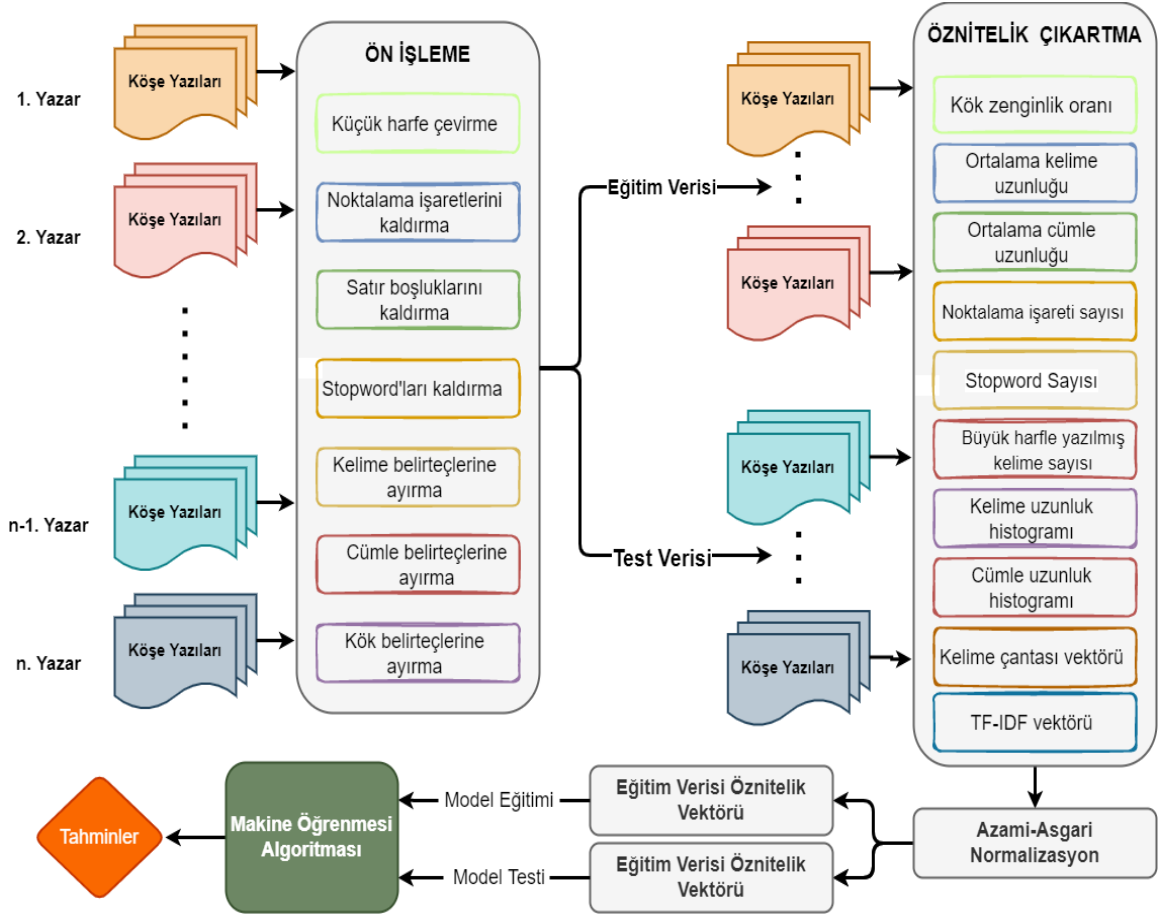 1. Yazar
Köşe Yazıları
2. Yazar
Köşe Yazıları
n-1. Yazar
Köşe Yazıları
n. Yazar
Köşe Yazıları
ÖN İŞLEME
Küçük harfe çevirme
Noktalama işaretlerini
kaldırma
Satır boşluklarını
kaldırma
Stopword'ları kaldırma
Kelime belirteçlerine
ayırma
Cümle belirteçlerine
ayırma
Kök belirteçlerine
ayırma
Eğitim Verisi
Test Verisi
Köşe Yazıları
Köşe Yazıları
Köşe Yazıları
Köşe Yazıları
ÖZNİTELİK ÇIKARTMA
Kök zenginlik oranı
Ortalama kelime
uzunluğu
Ortalama cümle
uzunluğu
Noktalama işareti sayısı
Stopword Sayısı
Büyük harfle yazılmış
kelime sayısı
Kelime uzunluk
histogramı
Cümle uzunluk
histogramı
Kelime çantası vektörü
TF-IDF vektörü
Azami-Asgari
Normalizasyon
Eğitim Verisi Öznitelik
Vektörü
Eğitim Verisi Öznitelik
Vektörü
Model Eğitimi
Model Testi
Makine Öğrenmesi
Algoritması
Tahminler